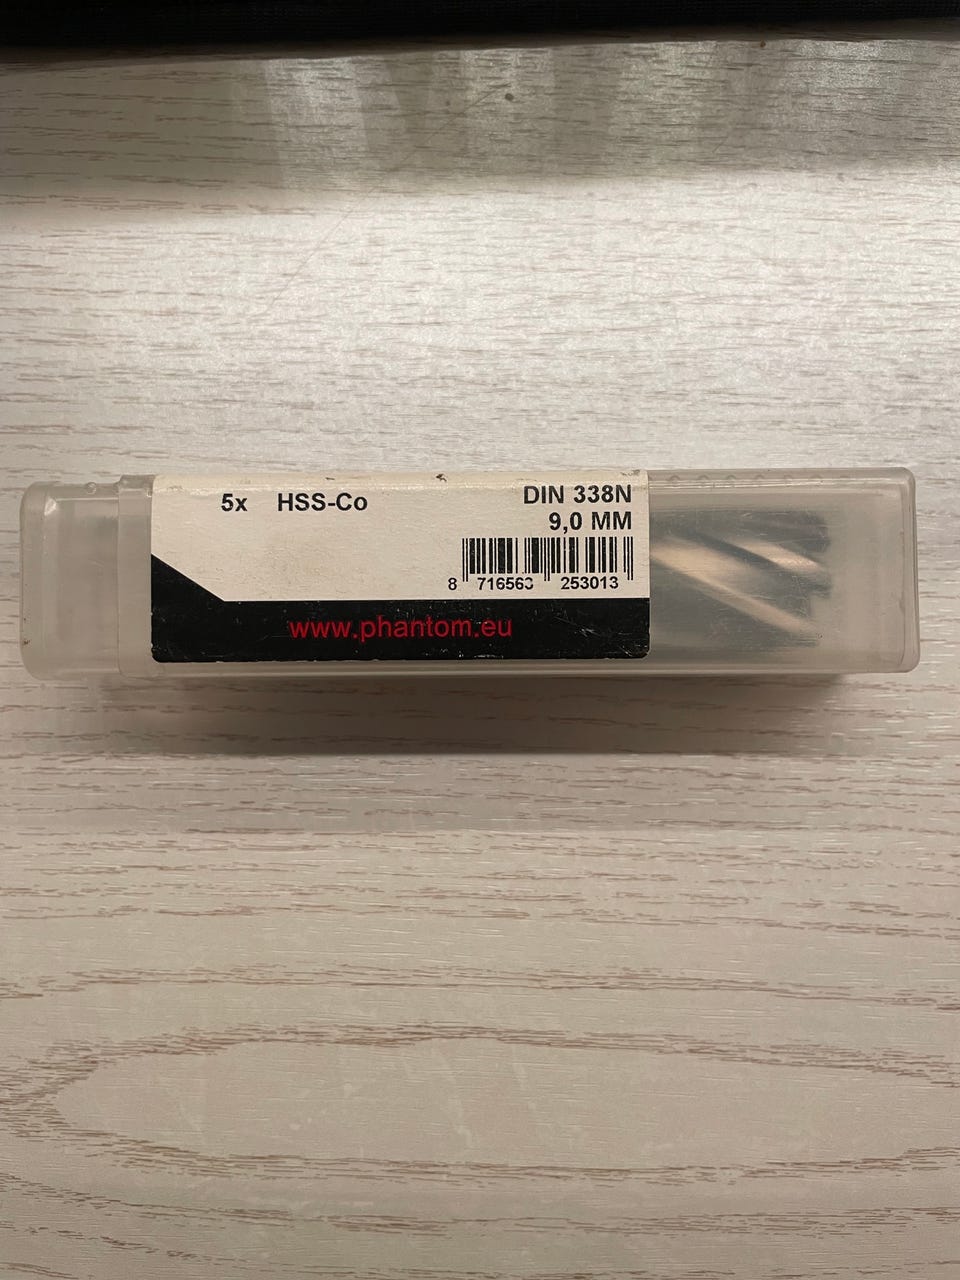 5x HSS-Co
DIN 338N
9,0 MM
8 716563 253013
www.phantom.eu